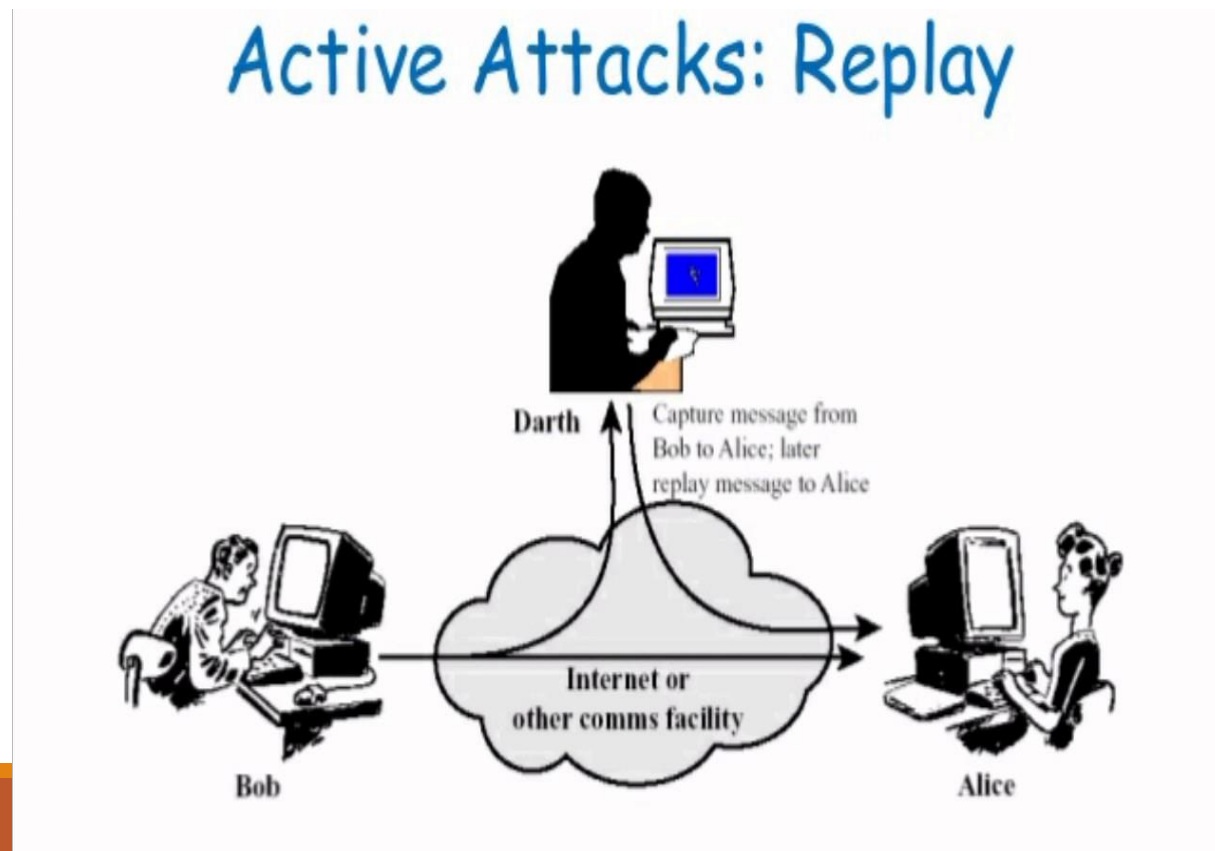 Active Attacks: Replay
Darth
Capture message from
Bob to Alice; later
replay message to Alice
Internet or
other comms facility
Bob
Alice